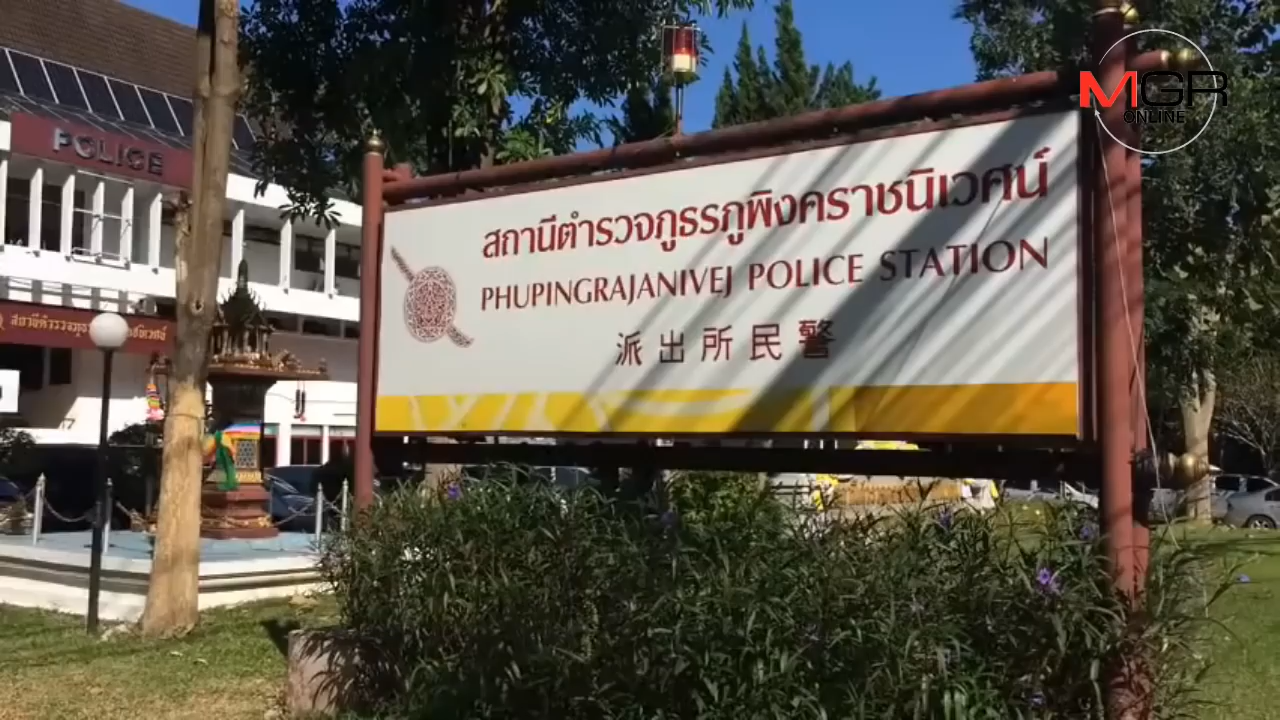 MGR
ONLINE
POLICE
สถานีตำรวจภูธรภูพิงคราชนิเวศน์
PHUPINGRAJANIVEJ POLICE STATION
派出所民警